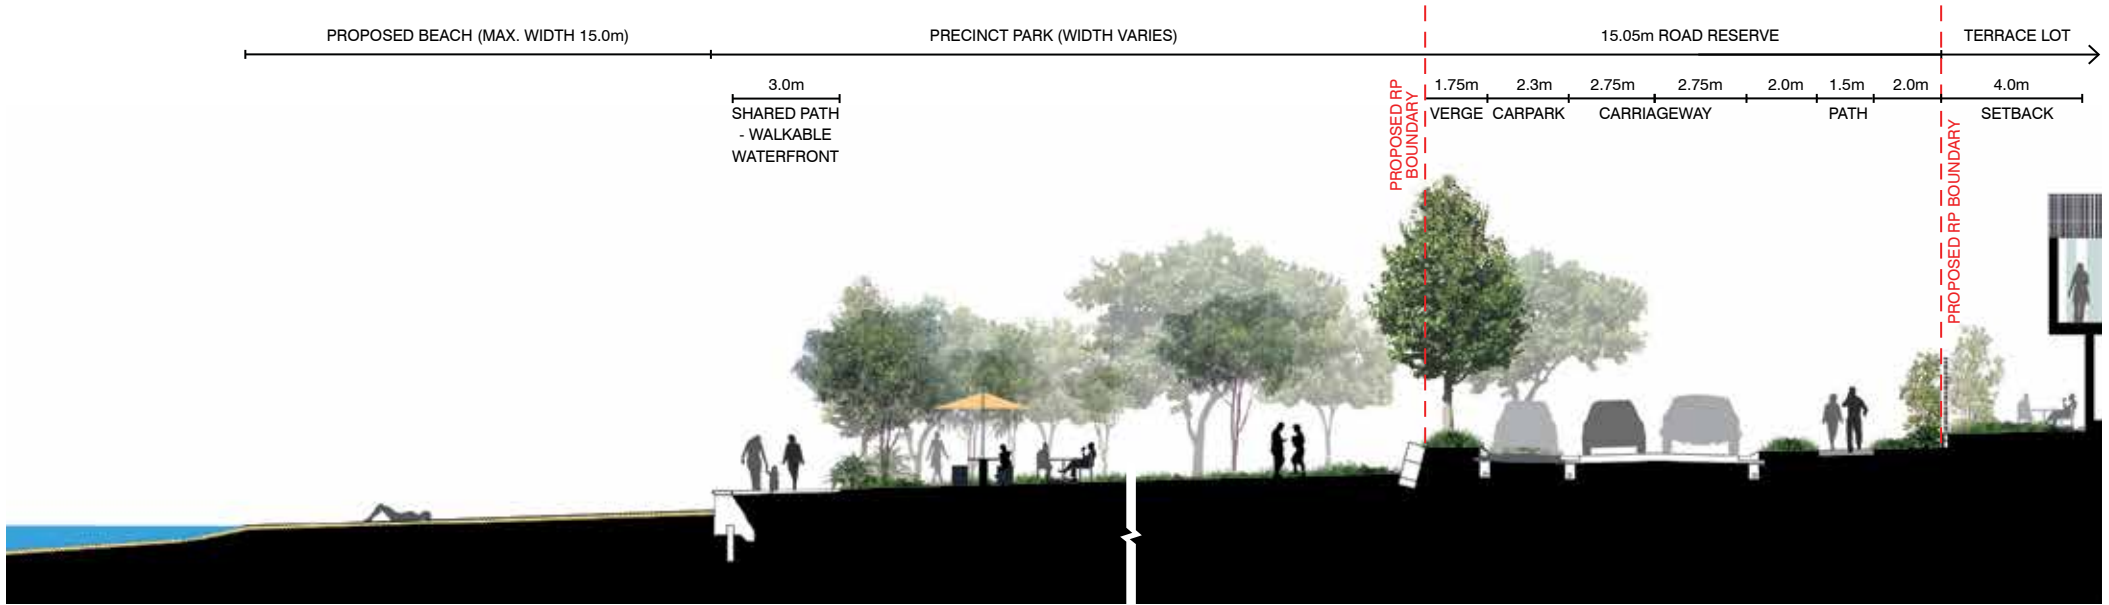 PROPOSED BEACH (MAX. WIDTH 15.0m)
PRECINCT PARK (WIDTH VARIES)
15.05m ROAD RESERVE
TERRACE LOT
3.0m
SHARED PATH
- WALKABLE
WATERFRONT
PROPOSED RP
BOUNDARY
1.75m
VERGE
2.3m
CARPARK
2.75m
2.75m
CARRIAGEWAY
2.0m
1.5m
PATH
2.0m
4.0m
SETBACK
PROPOSED RP BOUNDARY